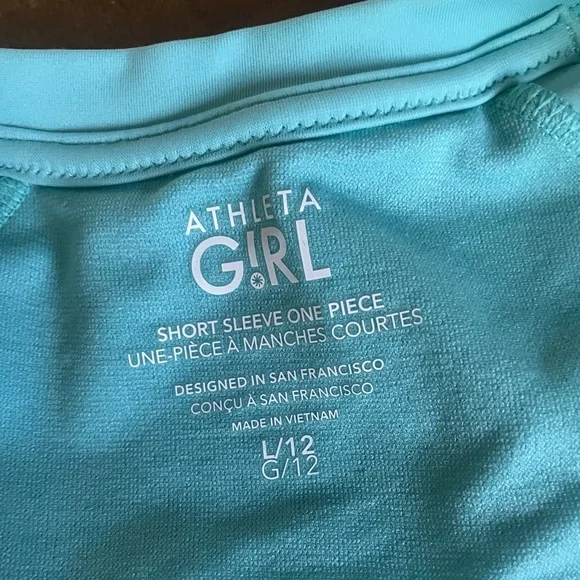 ATHLETA
GIRL
SHORT SLEEVE ONE PIECE
UNE-PIÈCE À MANCHES COURTES
DESIGNED IN SAN FRANCISCO
CONÇU À SAN FRANCISCO
MADE IN VIETNAM
L/12
G/12